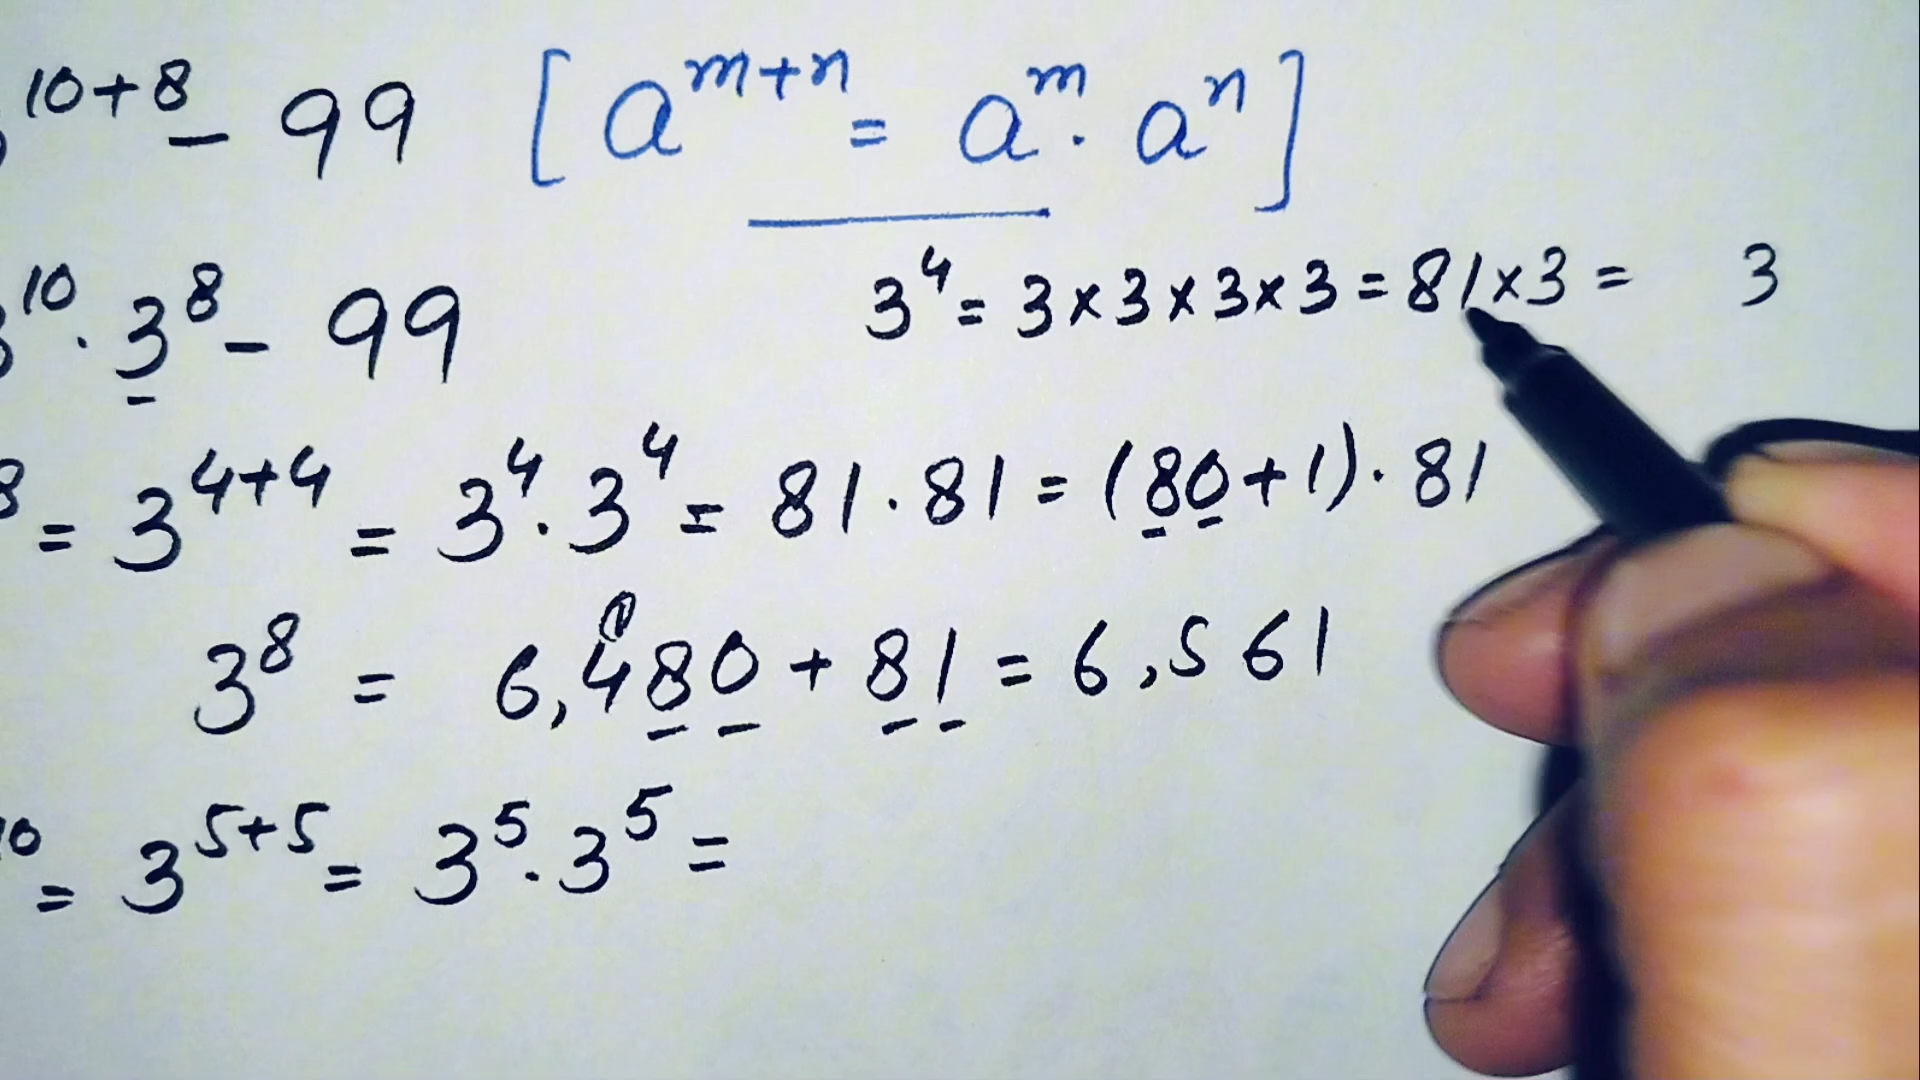 10+8 - 99 [a^m+n = a^m . a^n]
3^4 = 3 x 3 x 3 x 3 = 81 x 3 = 3
10 . 3^8 - 99
8 = 3^4+4 = 3^4 . 3^4 = 81 . 81 = (80+1) . 81
3^8 = 6,480 + 81 = 6,561
10 = 3^5+5 = 3^5 . 3^5 =